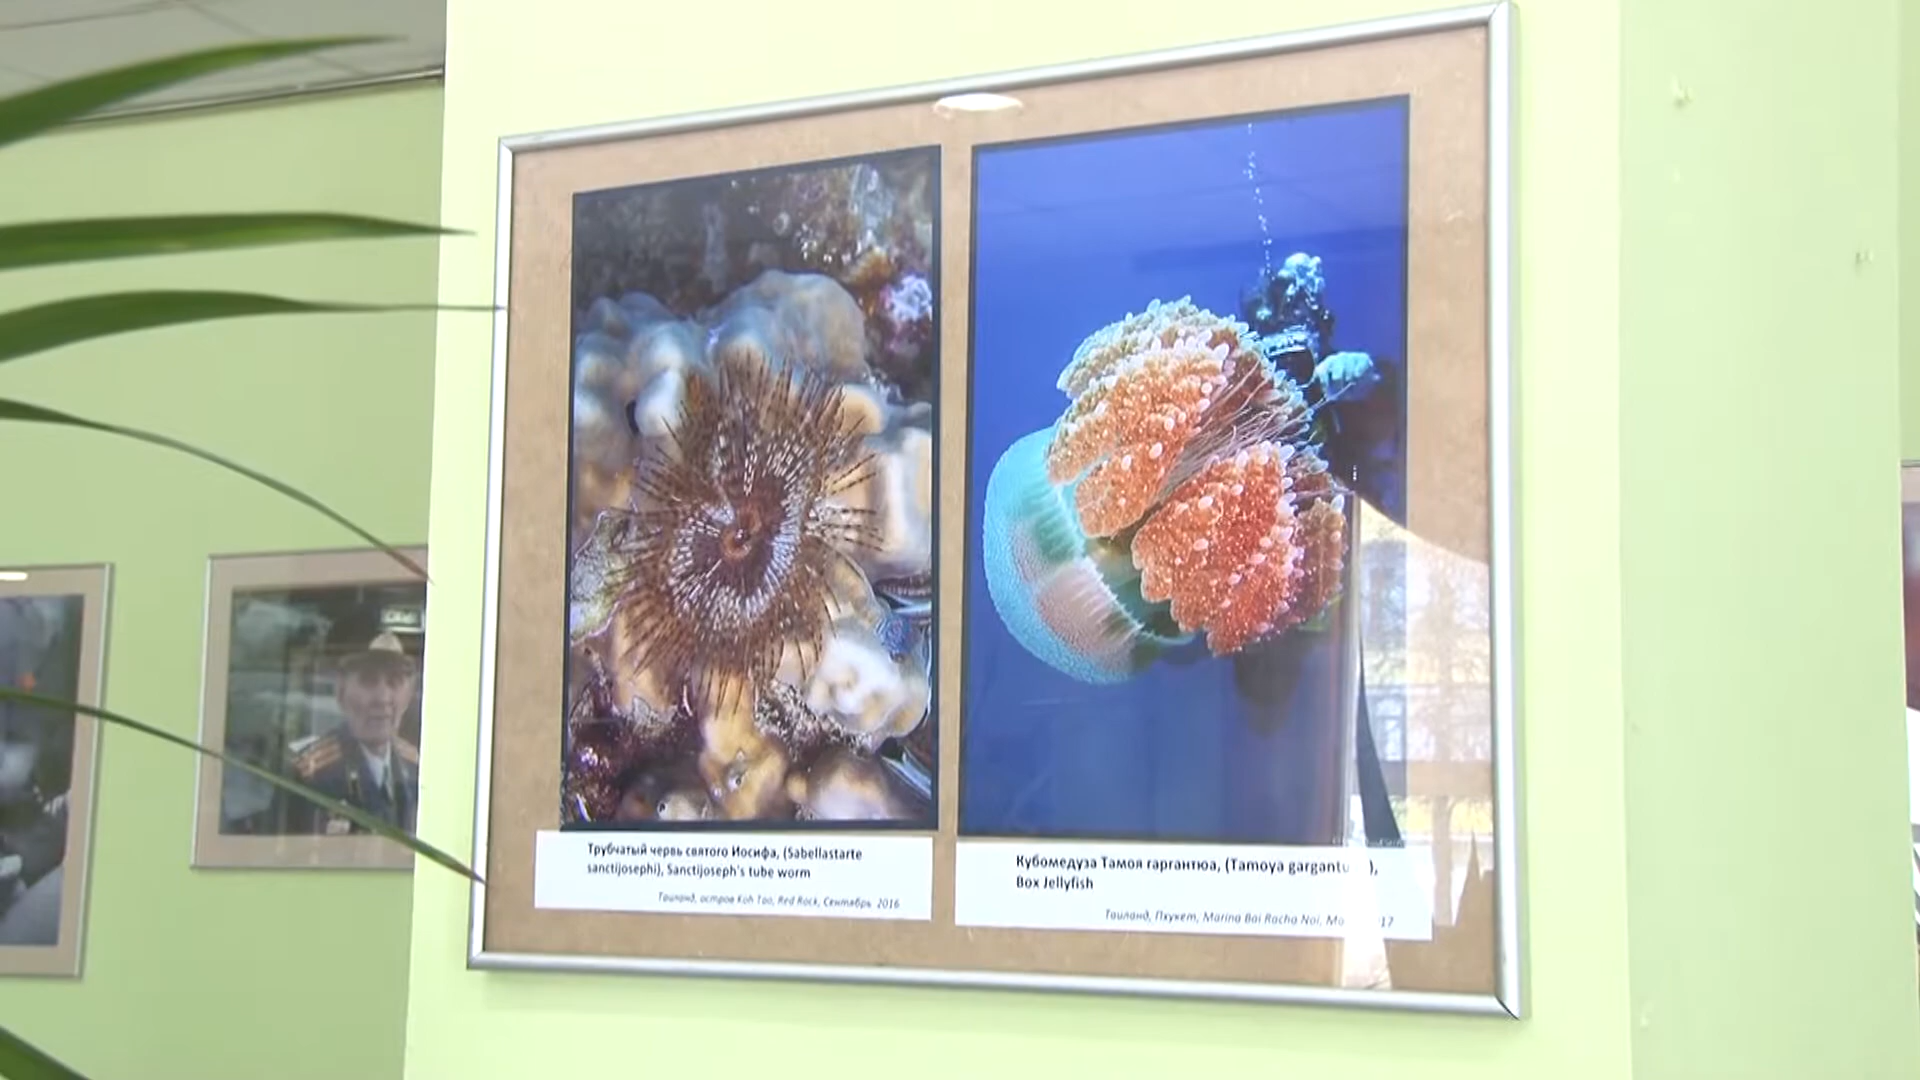 Трубчатый червь святого Иосифа, (Sabellastarte
sanctijosephi), Sanctijoseph's tube worm
Таиланд, остров Koh Tao, Red Rock, Сентябрь 2016
Кубомедуза Тамоя гаргантюа, (Tamoya gargantu ),
Box Jellyfish
Таиланд, Пхукет, Marina Bai Racha Noi, 17